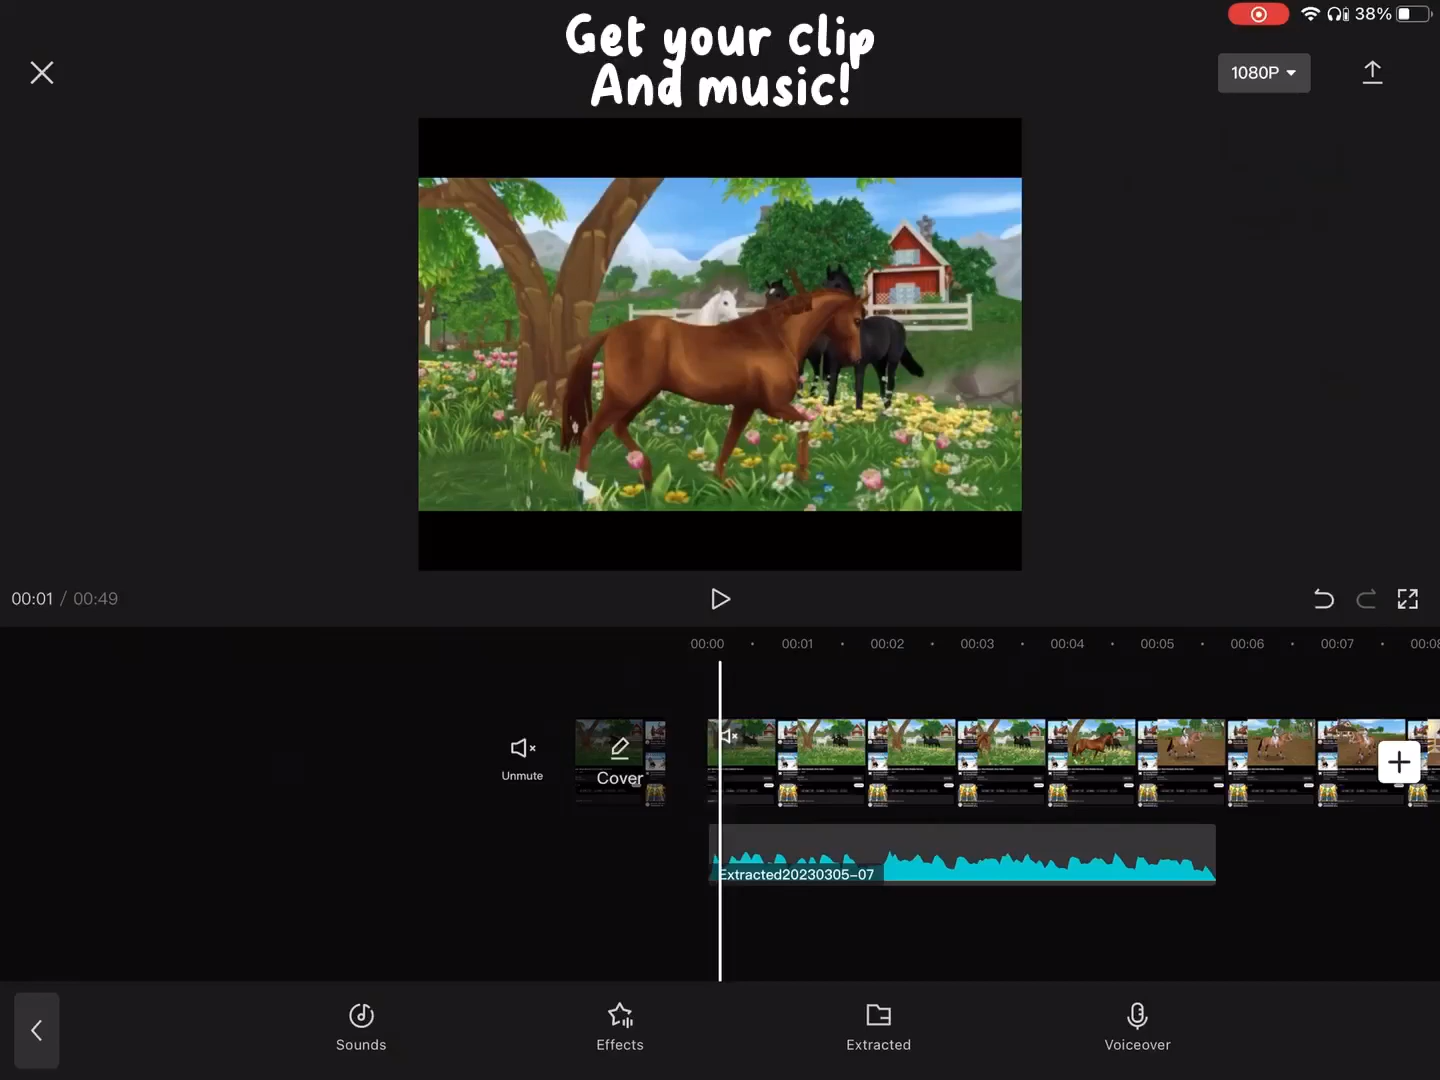 38%
Get your clip
And music!
1080P
00:01 / 00:49
00:00 00:01 00:02 00:03 00:04 00:05 00:06 00:07
Unmute
Cover
Extracted20230305-07
Sounds
Effects
Extracted
Voiceover